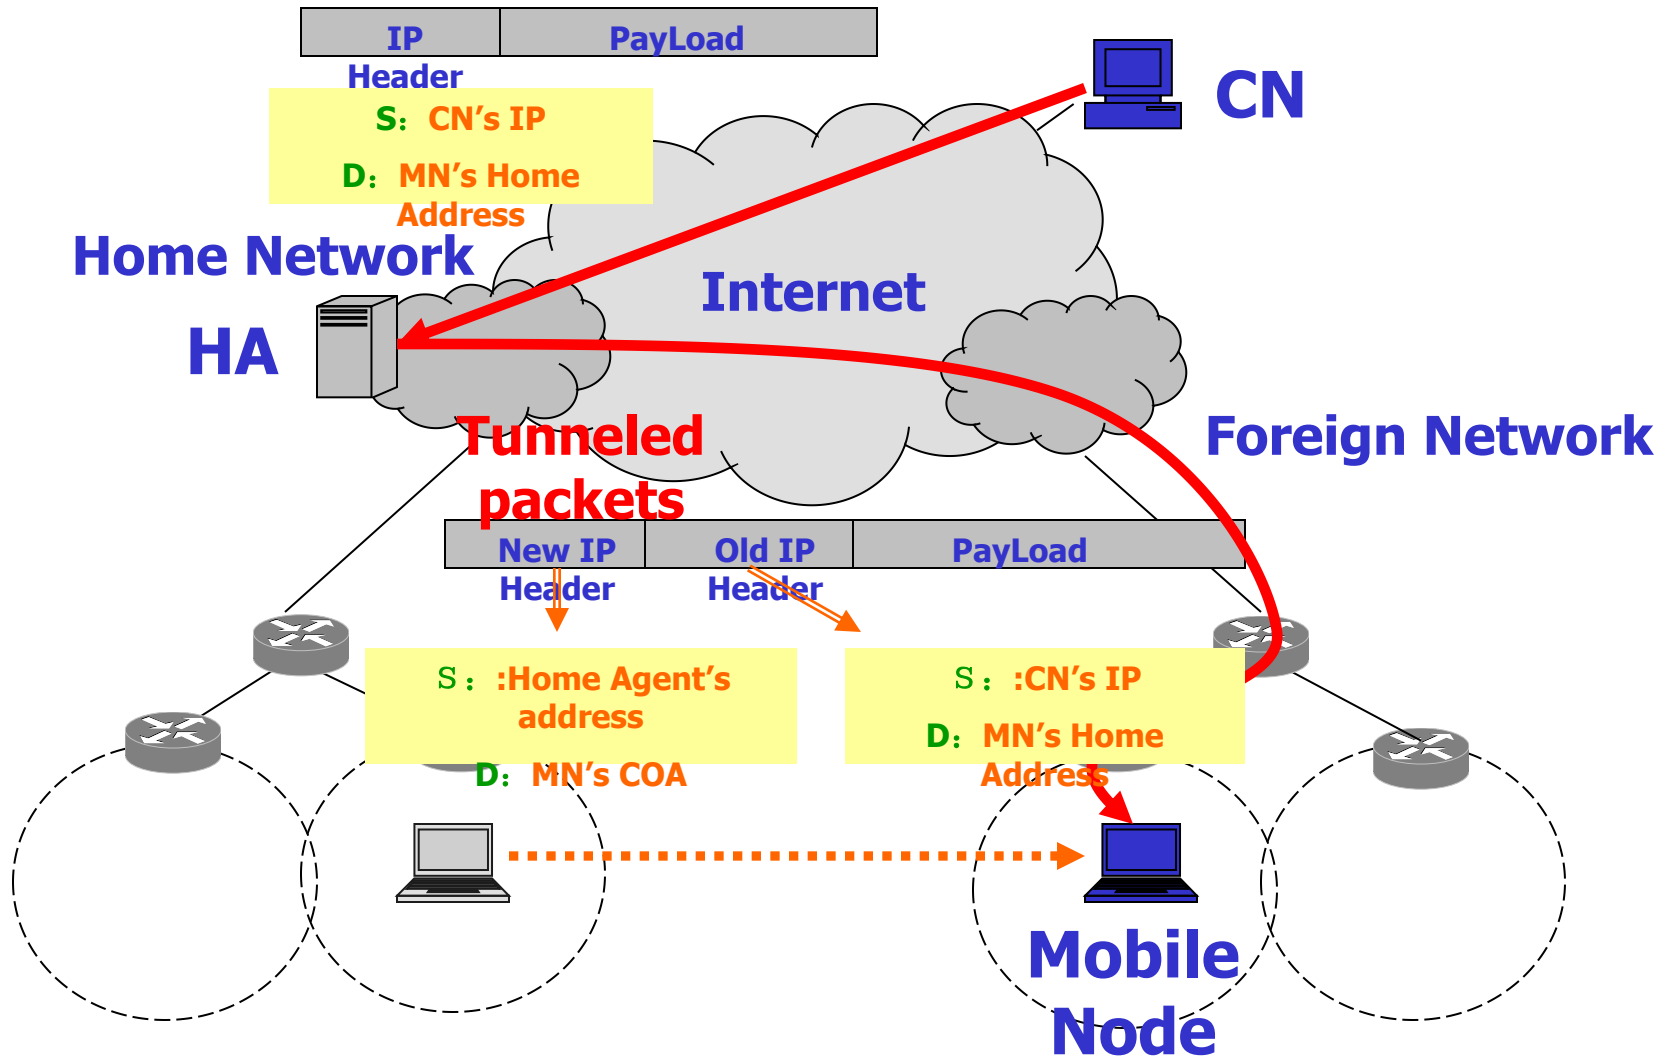 IP
Header
PayLoad
CN
S：CN’s IP
D：MN’s Home
Address
Home Network
Internet
HA
Tunneled
packets
Foreign Network
New IP
Header
Old IP
Header
PayLoad
S：:Home Agent’s
address
D：MN’s COA
S：:CN’s IP
D：MN’s Home
Address
Mobile
Node